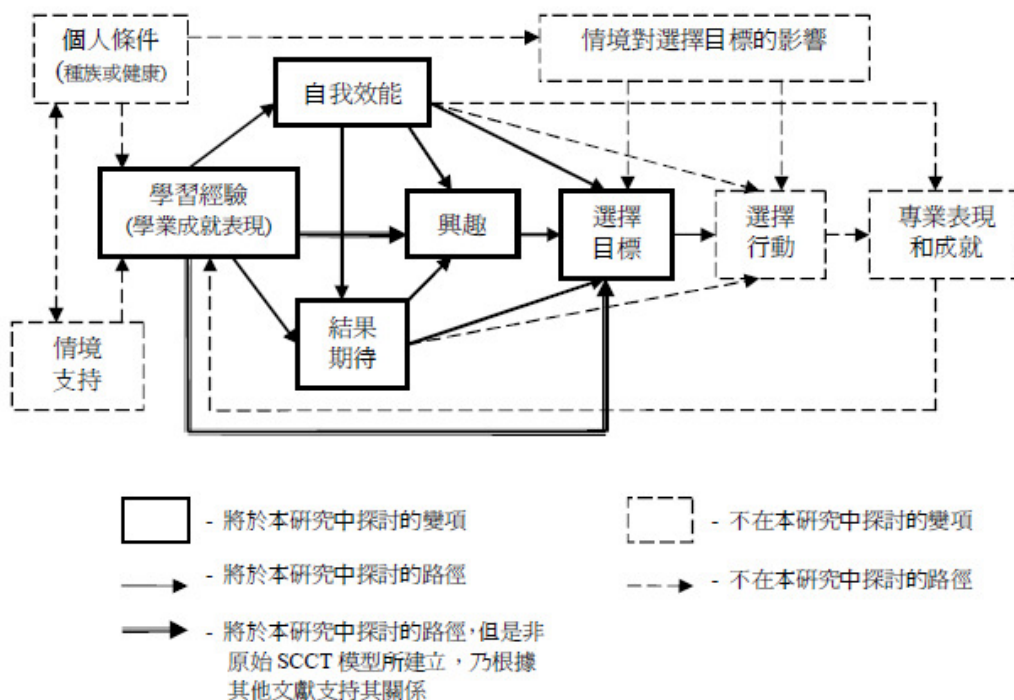 個人條件
(種族或健康)
情境對選擇目標的影響
自我效能
學習經驗
(學業成就表現)
興趣
選擇
目標
選擇
行動
專業表現
和成就
結果
期待
情境
支持
- 將於本研究中探討的變項
- 不在本研究中探討的變項
- 將於本研究中探討的路徑
- 不在本研究中探討的路徑
- 將於本研究中探討的路徑，但是非
原始 SCCT 模型所建立，乃根據
其他文獻支持其關係